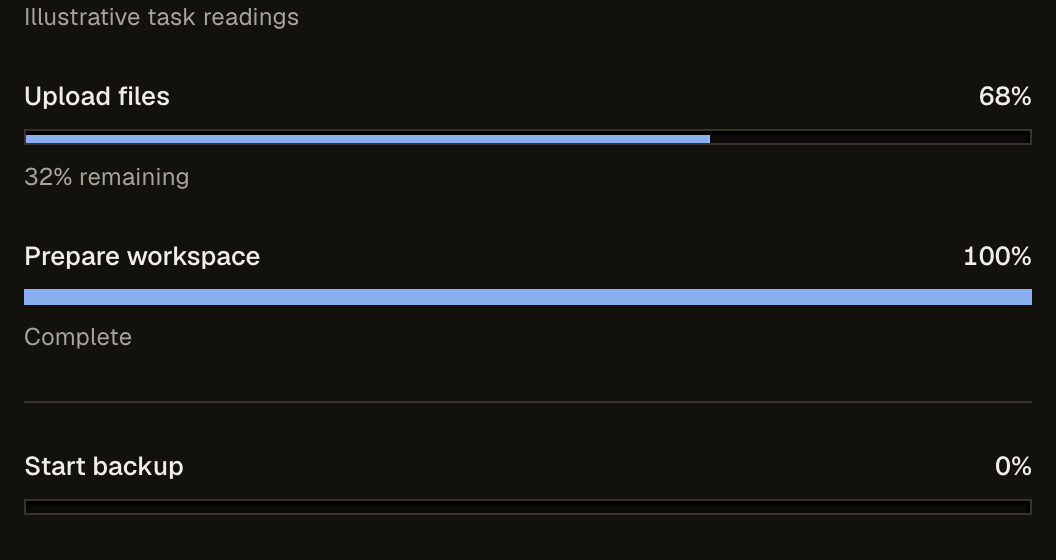 Illustrative task readings
Upload files 68%
32% remaining
Prepare workspace 100%
Complete
Start backup 0%